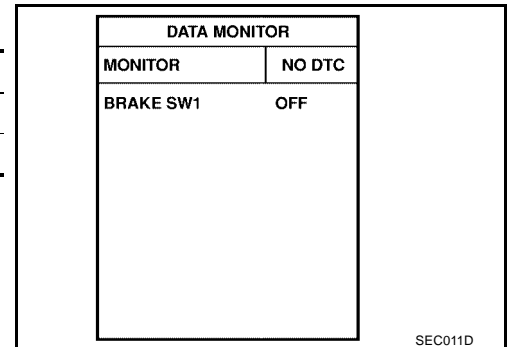 DATA MONITOR
MONITOR NO DTC
BRAKE SW1 OFF
SEC011D